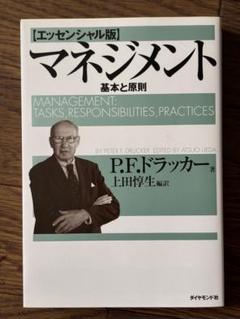 [エッセンシャル版]
マネジメント
基本と原則
MANAGEMENT:
TASKS, RESPONSIBILITIES, PRACTICES
BY PETER F. DRUCKER EDITED BY ATSUO UEDA
P.F.ドラッカー 著
上田惇生 編訳
ダイヤモンド社